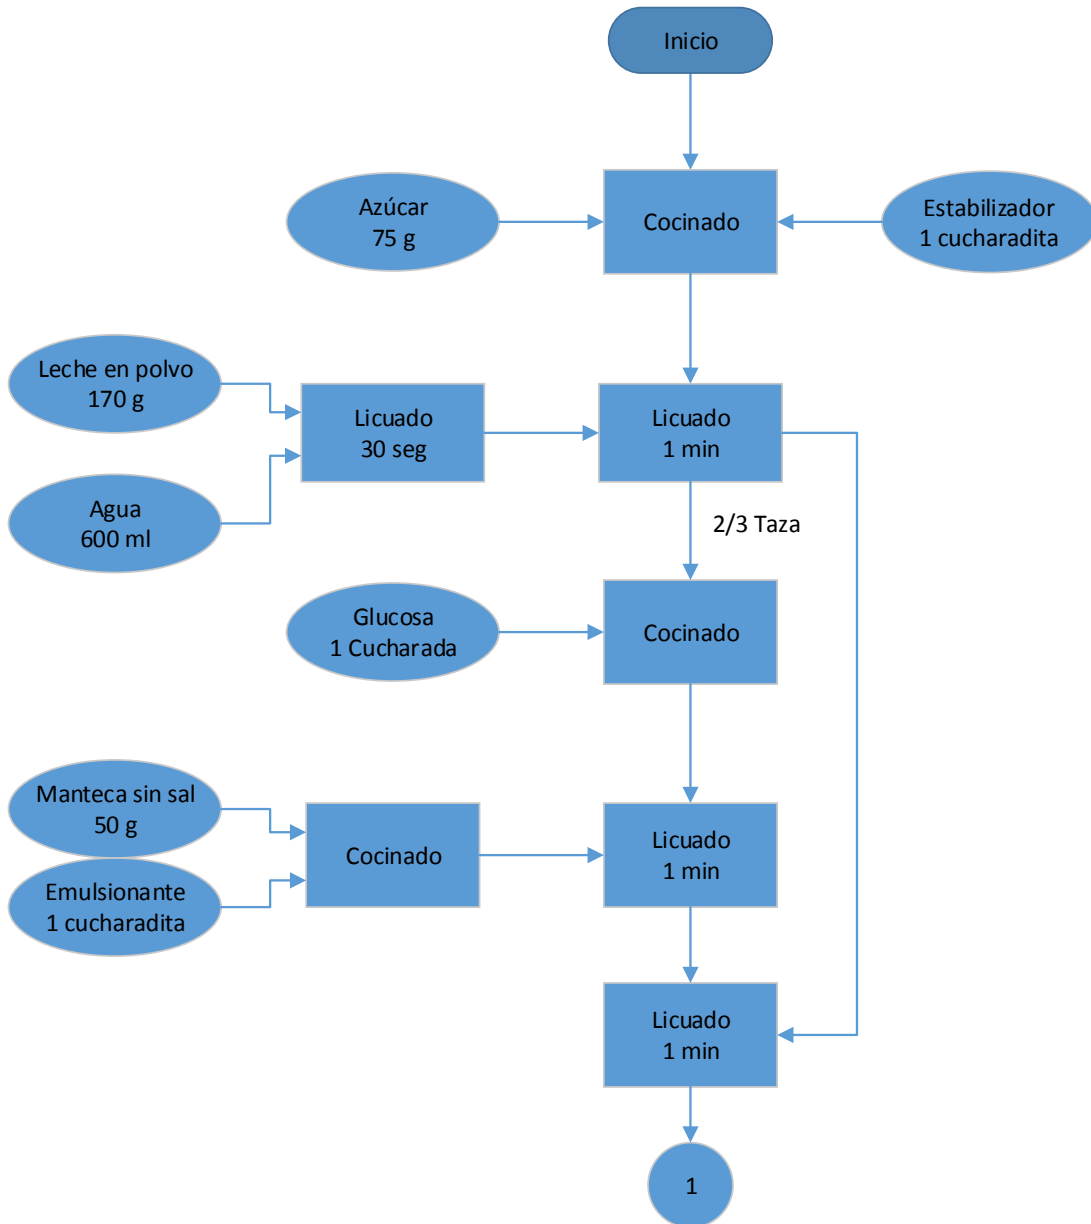 Inicio
Azúcar
75 g
Cocinado
Estabilizador
1 cucharadita
Leche en polvo
170 g
Licuado
30 seg
Licuado
1 min
Agua
600 ml
2/3 Taza
Glucosa
1 Cucharada
Cocinado
Manteca sin sal
50 g
Cocinado
Licuado
1 min
Emulsionante
1 cucharadita
Licuado
1 min
1